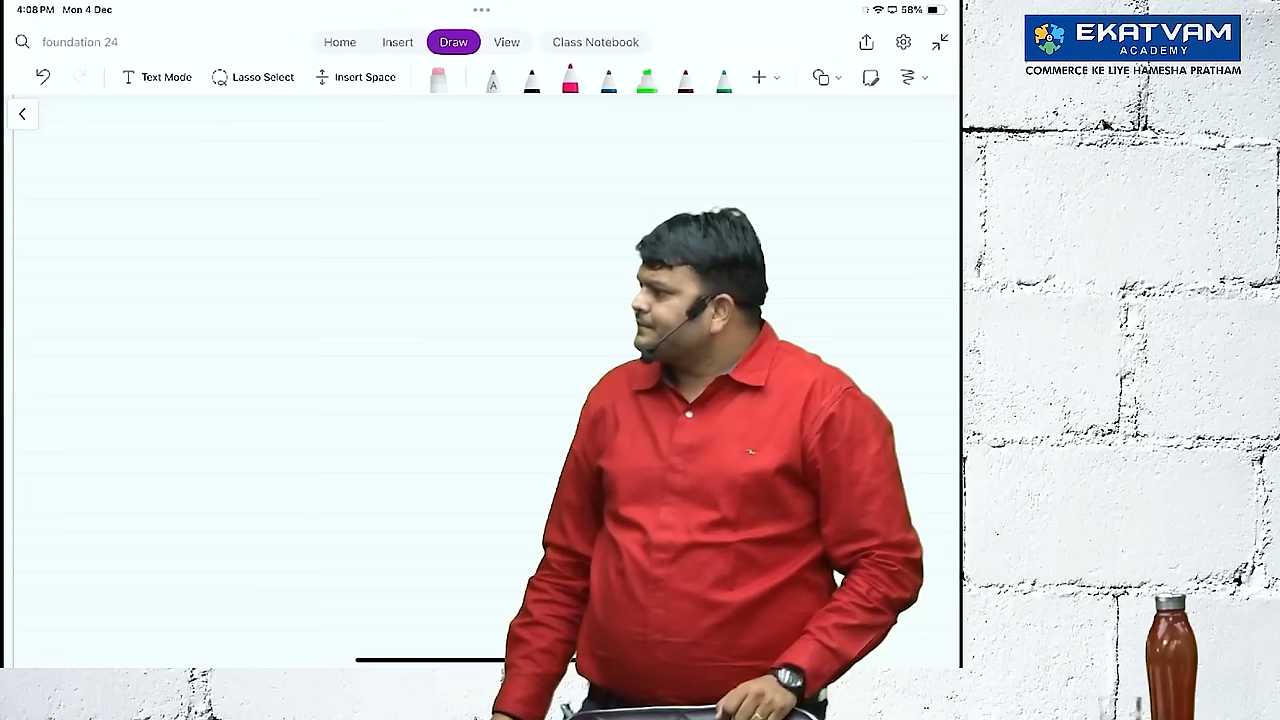 4:08 PM Mon 4 Dec
58%
foundation 24
Home
Insert
Draw
View
Class Notebook
Text Mode
Lasso Select
Insert Space
A
EKATVAM
ACADEMY
COMMERCE KE LIYE HAMESHA PRATHAM